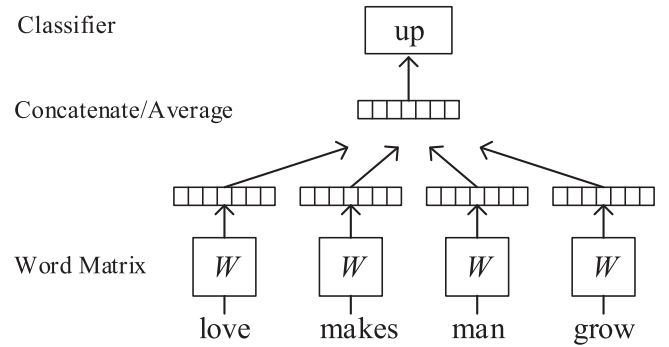 Classifier up
Concatenate/Average
Word Matrix W W W W
love makes man grow